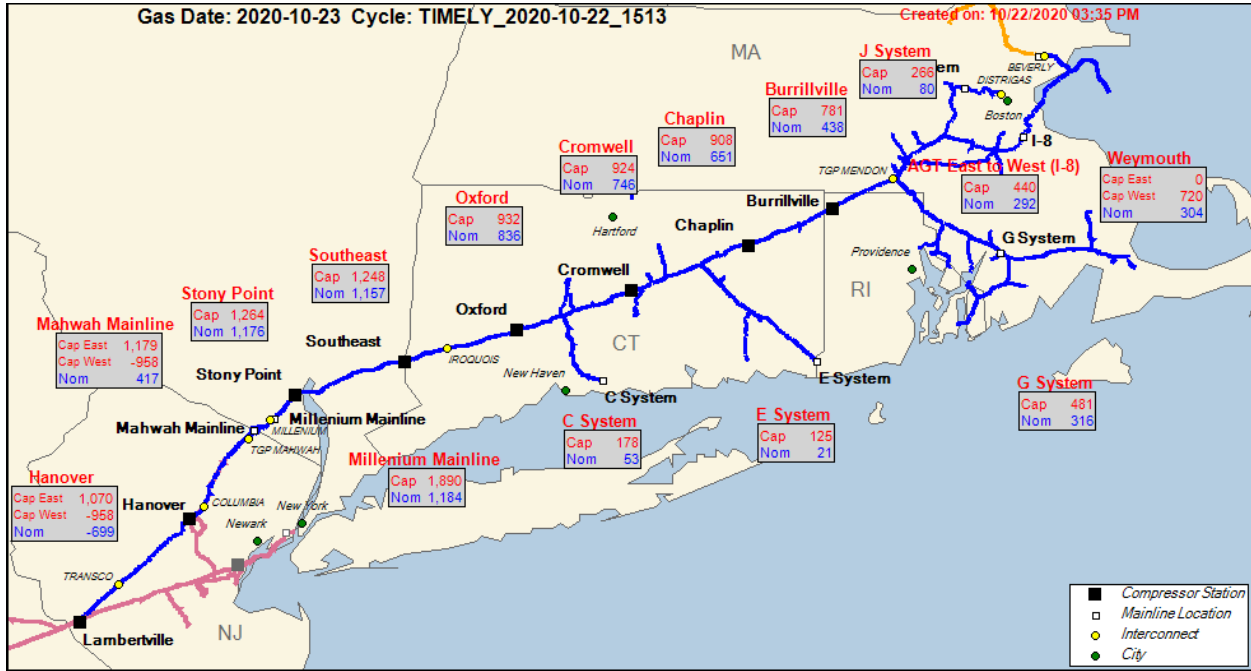 Gas Date: 2020-10-23 Cycle: TIMELY_2020-10-22_1513
Created on: 10/22/2020 03:35 PM
MA
J System
em
Cap 266
Nom 80
BEVERLY
DISTRIGAS
Boston
I-8
Burrillville
Cap 781
Nom 438
Chaplin
Cap 908
Nom 651
Cromwell
Cap 924
Nom 746
TGP MENDON
AGT East to West (I-8)
Cap 440
Nom 292
Weymouth
Cap East 0
Cap West 720
Nom 304
Oxford
Cap 932
Nom 836
Hartford
Burrillville
Chaplin
Providence
G System
Southeast
Cap 1,248
Nom 1,157
Cromwell
RI
Stony Point
Cap 1,264
Nom 1,176
Oxford
CT
Mahwah Mainline
Cap East 1,179
Cap West -958
Nom 417
Southeast
IROQUOIS
New Haven
C System
E System
Stony Point
G System
Cap 481
Nom 316
Mahwah Mainline
Millenium Mainline
MILLENIUM
TGP MAHWAH
C System
Cap 178
Nom 53
E System
Cap 125
Nom 21
Millenium Mainline
Cap 1,890
Nom 1,184
Hanover
Cap East 1,070
Cap West -958
Nom -699
Hanover
COLUMBIA
New York
Newark
TRANSCO
Lambertville
NJ
Compressor Station
Mainline Location
Interconnect
City